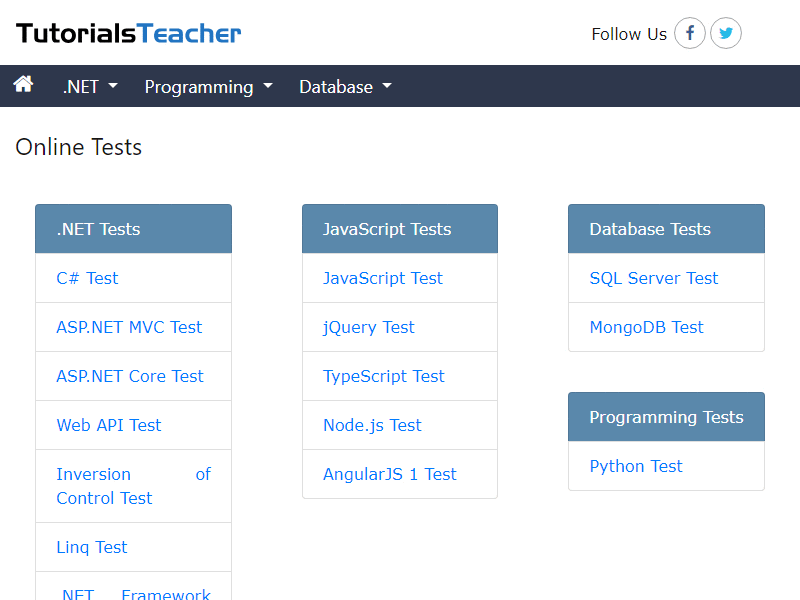 TutorialsTeacher
Follow Us
.NET
Programming
Database
Online Tests
.NET Tests
C# Test
ASP.NET MVC Test
ASP.NET Core Test
Web API Test
Inversion of
Control Test
Linq Test
.NET Framework
JavaScript Tests
JavaScript Test
jQuery Test
TypeScript Test
Node.js Test
AngularJS 1 Test
Database Tests
SQL Server Test
MongoDB Test
Programming Tests
Python Test